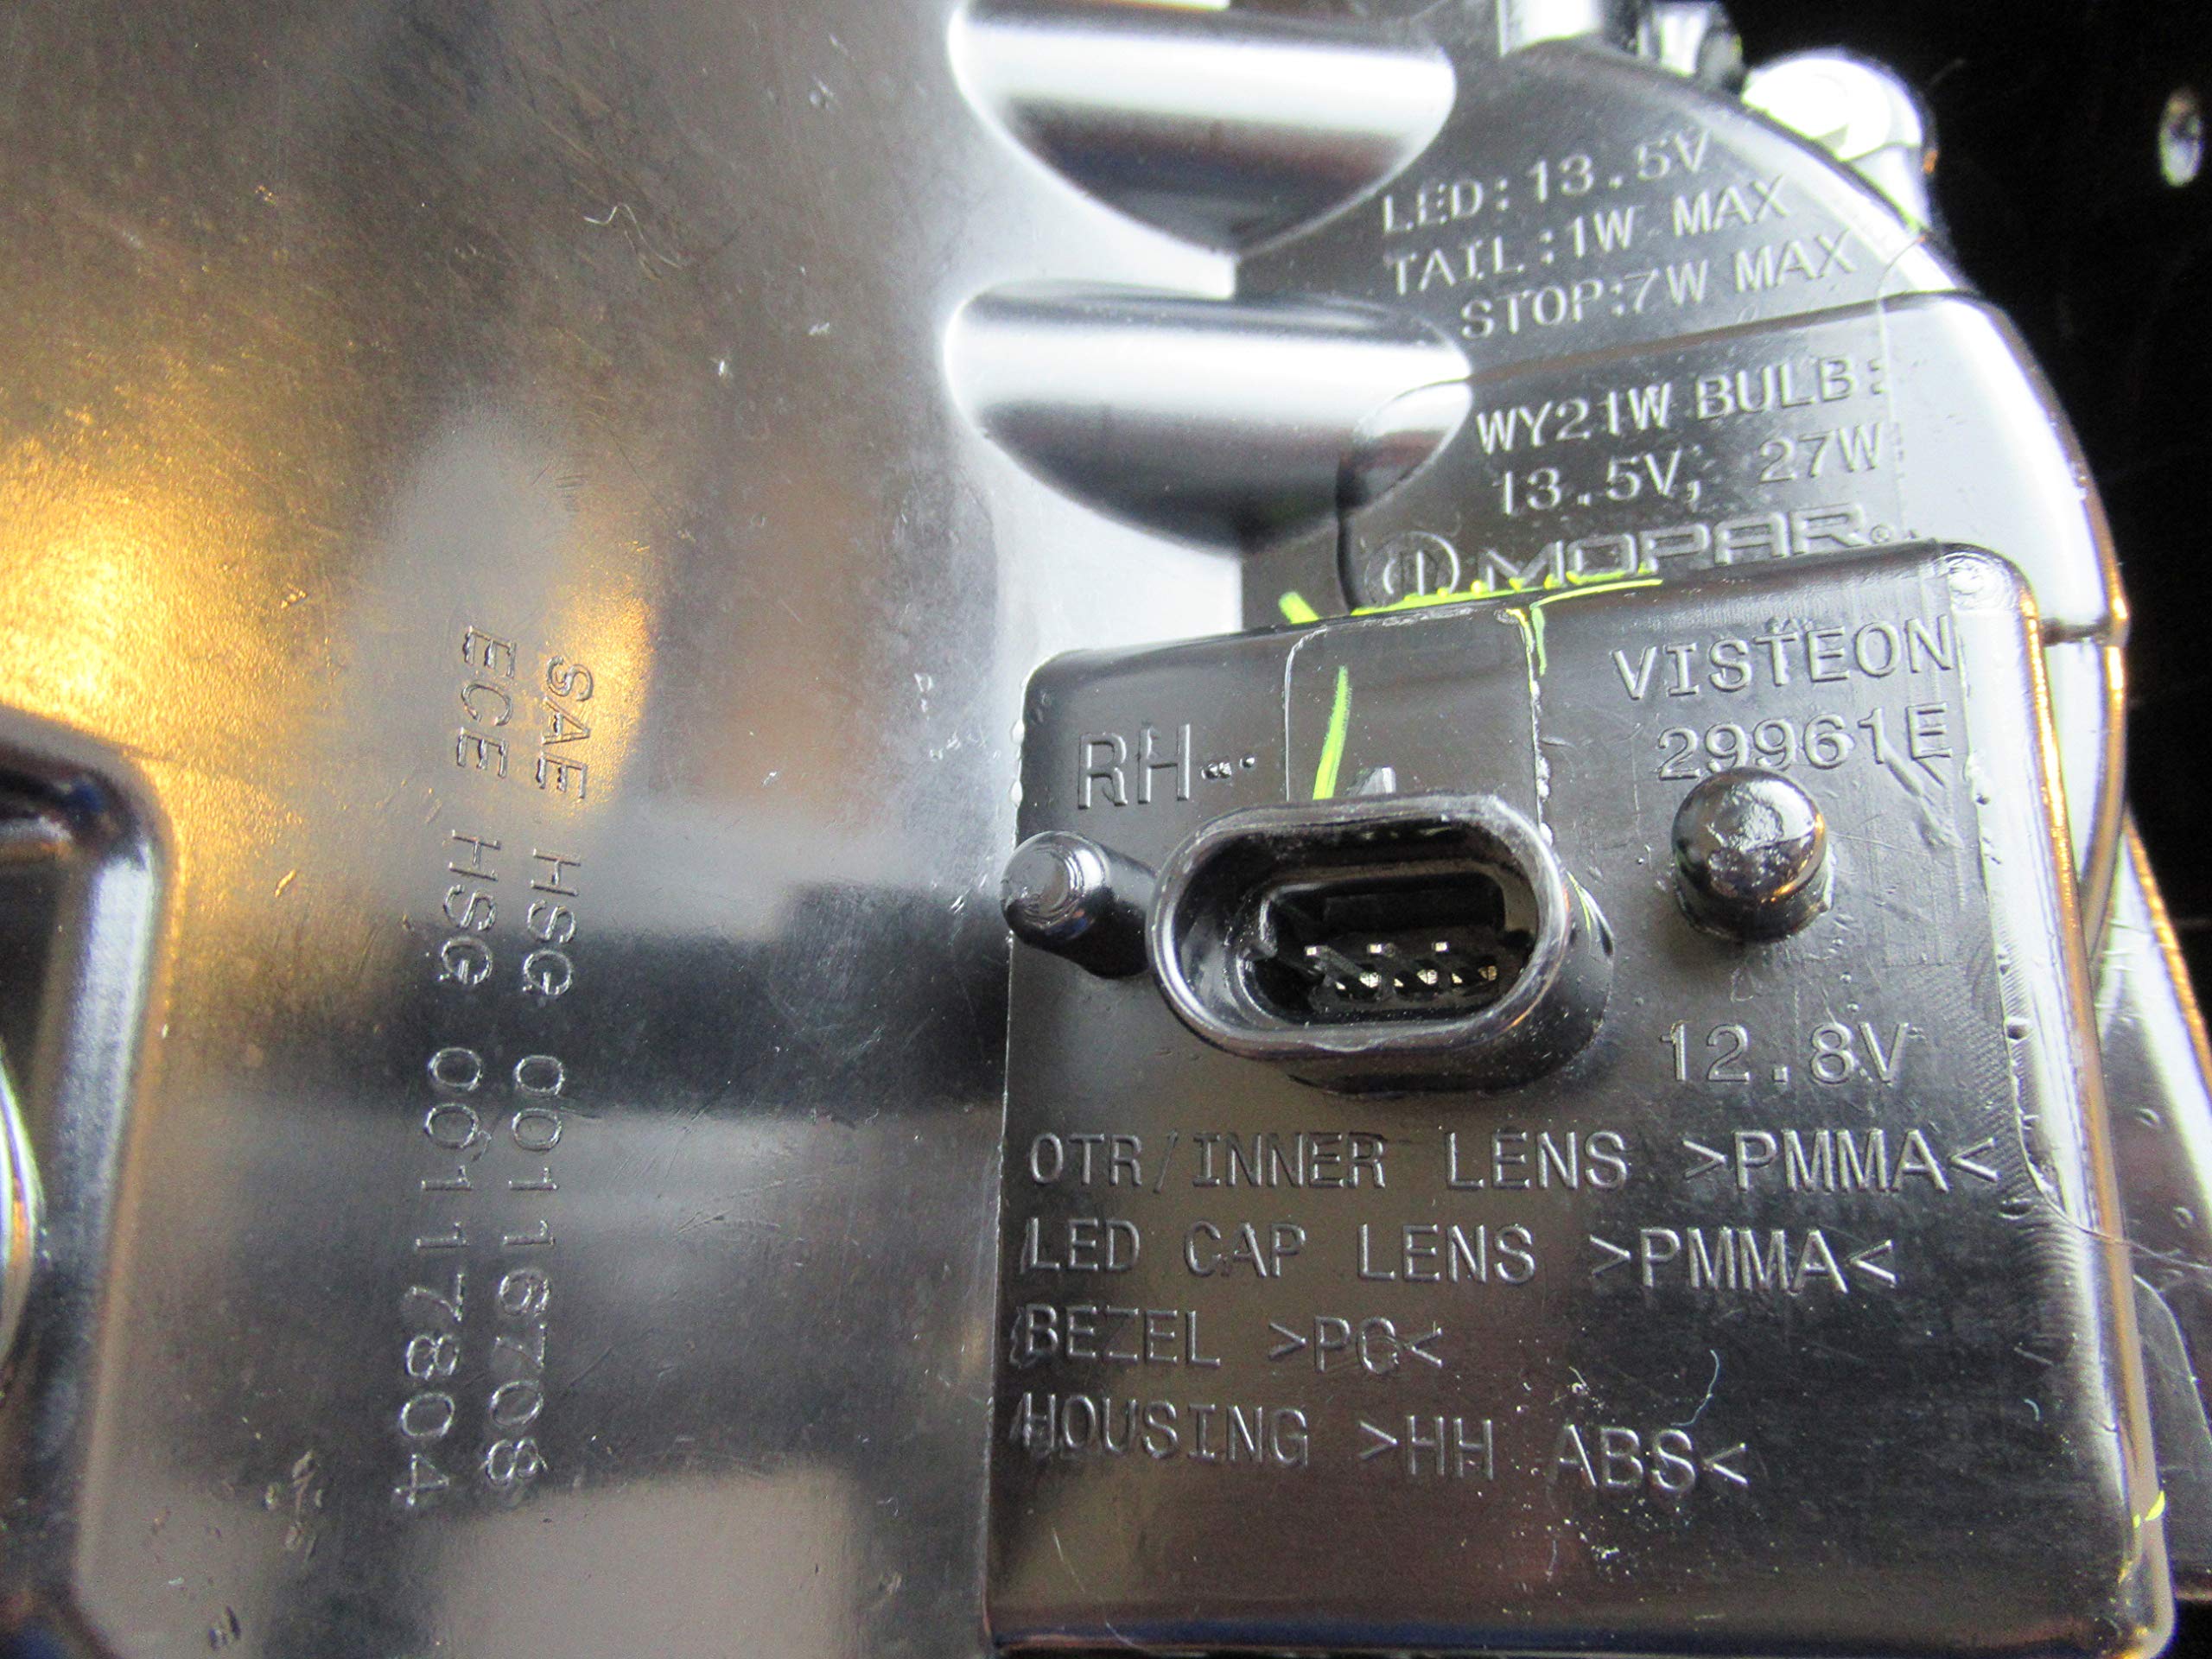 LED:13.5V
TAIL:1W MAX
STOP:7W MAX
WY21W BULB:
13.5V, 27W
MOPAR®
VISTEON
29961E
RH
12.8V
OTR/INNER LENS >PMMA<
LED CAP LENS >PMMA<
BEZEL >PC<
HOUSING >HH ABS<
SAE HSG 00116708
ECE HSG 00117804